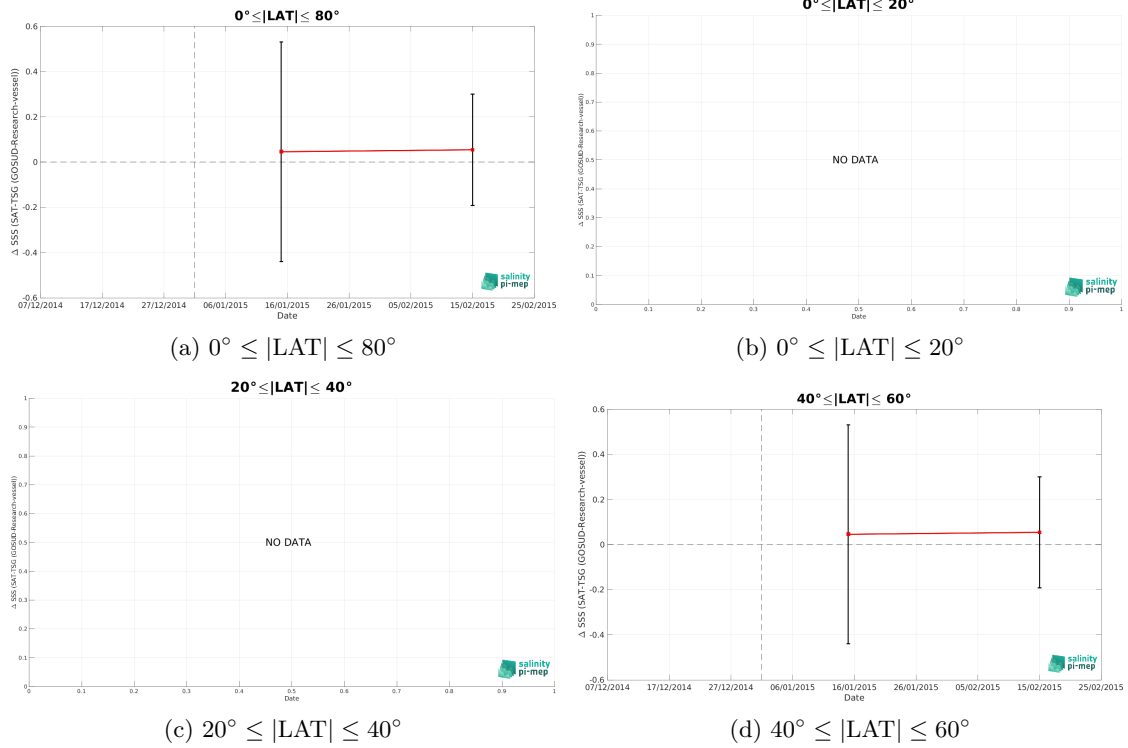 0°≤|LAT|≤ 80°
Δ SSS (SAT-TSG (GOSUD-Research-vessel))
0.6
0.4
0.2
0
-0.2
-0.4
-0.6
07/12/2014 17/12/2014 27/12/2014 06/01/2015 16/01/2015 26/01/2015 05/02/2015 15/02/2015 25/02/2015
Date
salinity
pi-mep
(a) 0° ≤ |LAT| ≤ 80°
0°≤|LAT|≤ 20°
Δ SSS (SAT-TSG (GOSUD-Research-vessel))
1
0.9
0.8
0.7
0.6
0.5
0.4
0.3
0.2
0.1
0
NO DATA
0 0.1 0.2 0.3 0.4 0.5 0.6 0.7 0.8 0.9 1
Date
salinity
pi-mep
(b) 0° ≤ |LAT| ≤ 20°
20°≤|LAT|≤ 40°
Δ SSS (SAT-TSG (GOSUD-Research-vessel))
1
0.9
0.8
0.7
0.6
0.5
0.4
0.3
0.2
0.1
0
NO DATA
0 0.1 0.2 0.3 0.4 0.5 0.6 0.7 0.8 0.9 1
Date
salinity
pi-mep
(c) 20° ≤ |LAT| ≤ 40°
40°≤|LAT|≤ 60°
Δ SSS (SAT-TSG (GOSUD-Research-vessel))
0.6
0.4
0.2
0
-0.2
-0.4
-0.6
07/12/2014 17/12/2014 27/12/2014 06/01/2015 16/01/2015 26/01/2015 05/02/2015 15/02/2015 25/02/2015
Date
salinity
pi-mep
(d) 40° ≤ |LAT| ≤ 60°